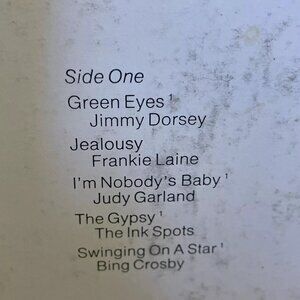 Side One
Green Eyes ¹
Jimmy Dorsey
Jealousy
Frankie Laine
I'm Nobody's Baby ¹
Judy Garland
The Gypsy ¹
The Ink Spots
Swinging On A Star ¹
Bing Crosby